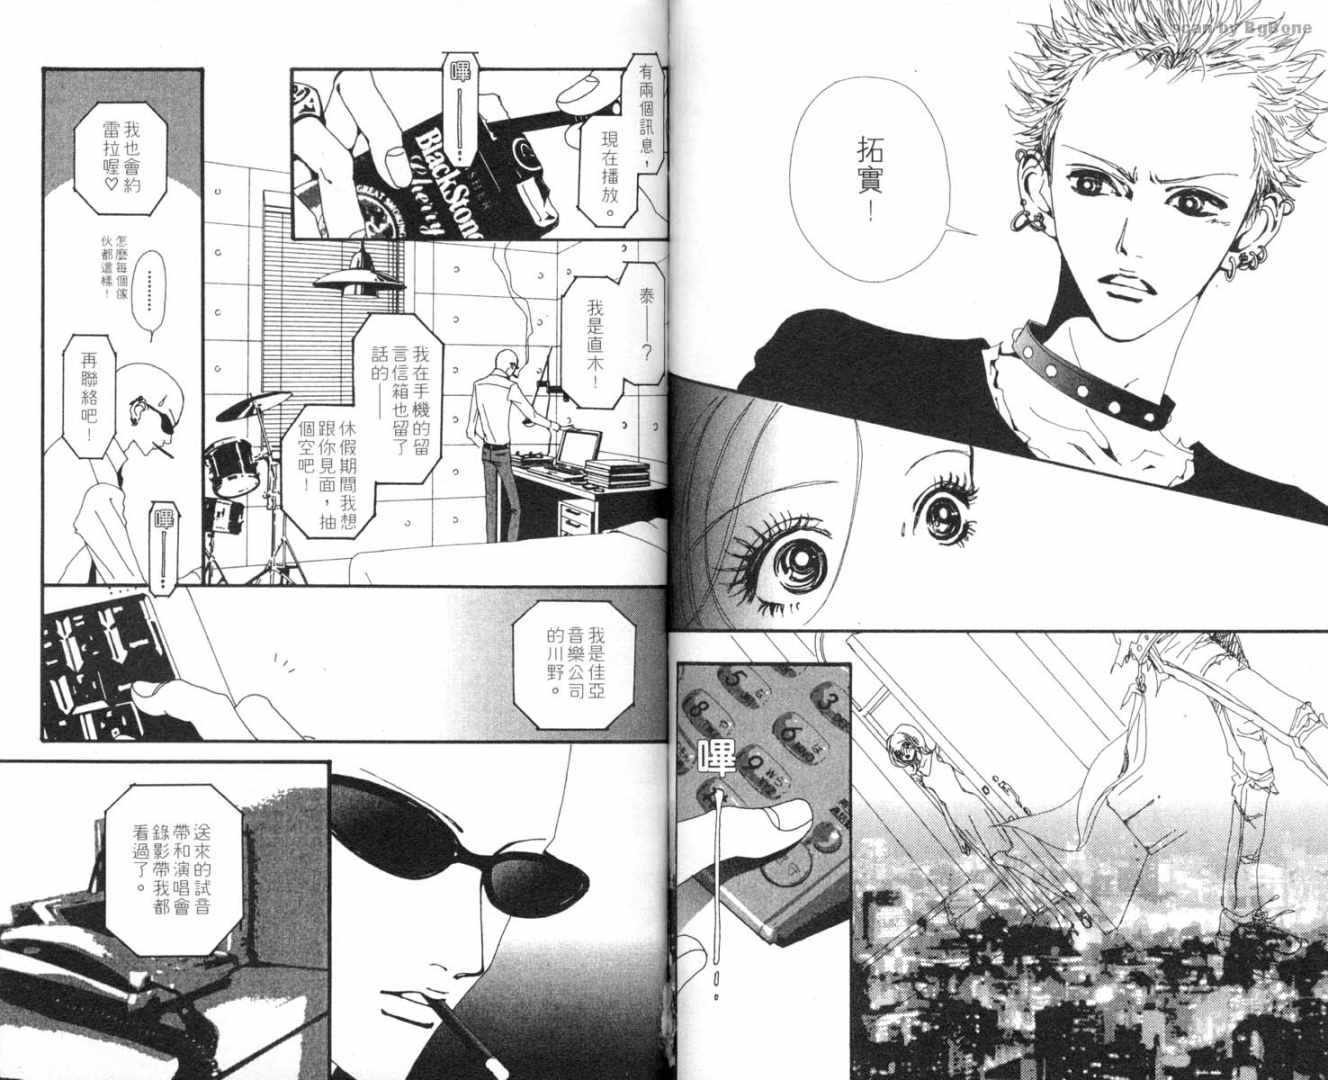 scan by BgBone
拓實！
嗶
有兩個訊息，
現在播放。
嗶
BlackStone
Cherry
泰——？
我是直木！
我在手機的留
言信箱也留了
話的——
休假期間我想
跟你見面，抽
個空吧！
我也會約
雷拉喔♡
………
怎麼每個傢
伙都這樣！
再聯絡吧！
嗶
我是佳亞
音樂公司
的川野。
送來的試音
帶和演唱會
錄影帶我都
看過了。